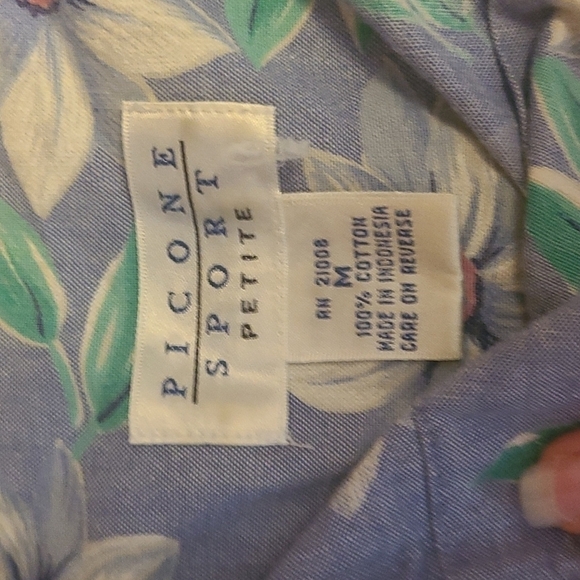 PICONE
SPORT
PETITE
RN 21008
M
100% COTTON
MADE IN INDONESIA
CARE ON REVERSE